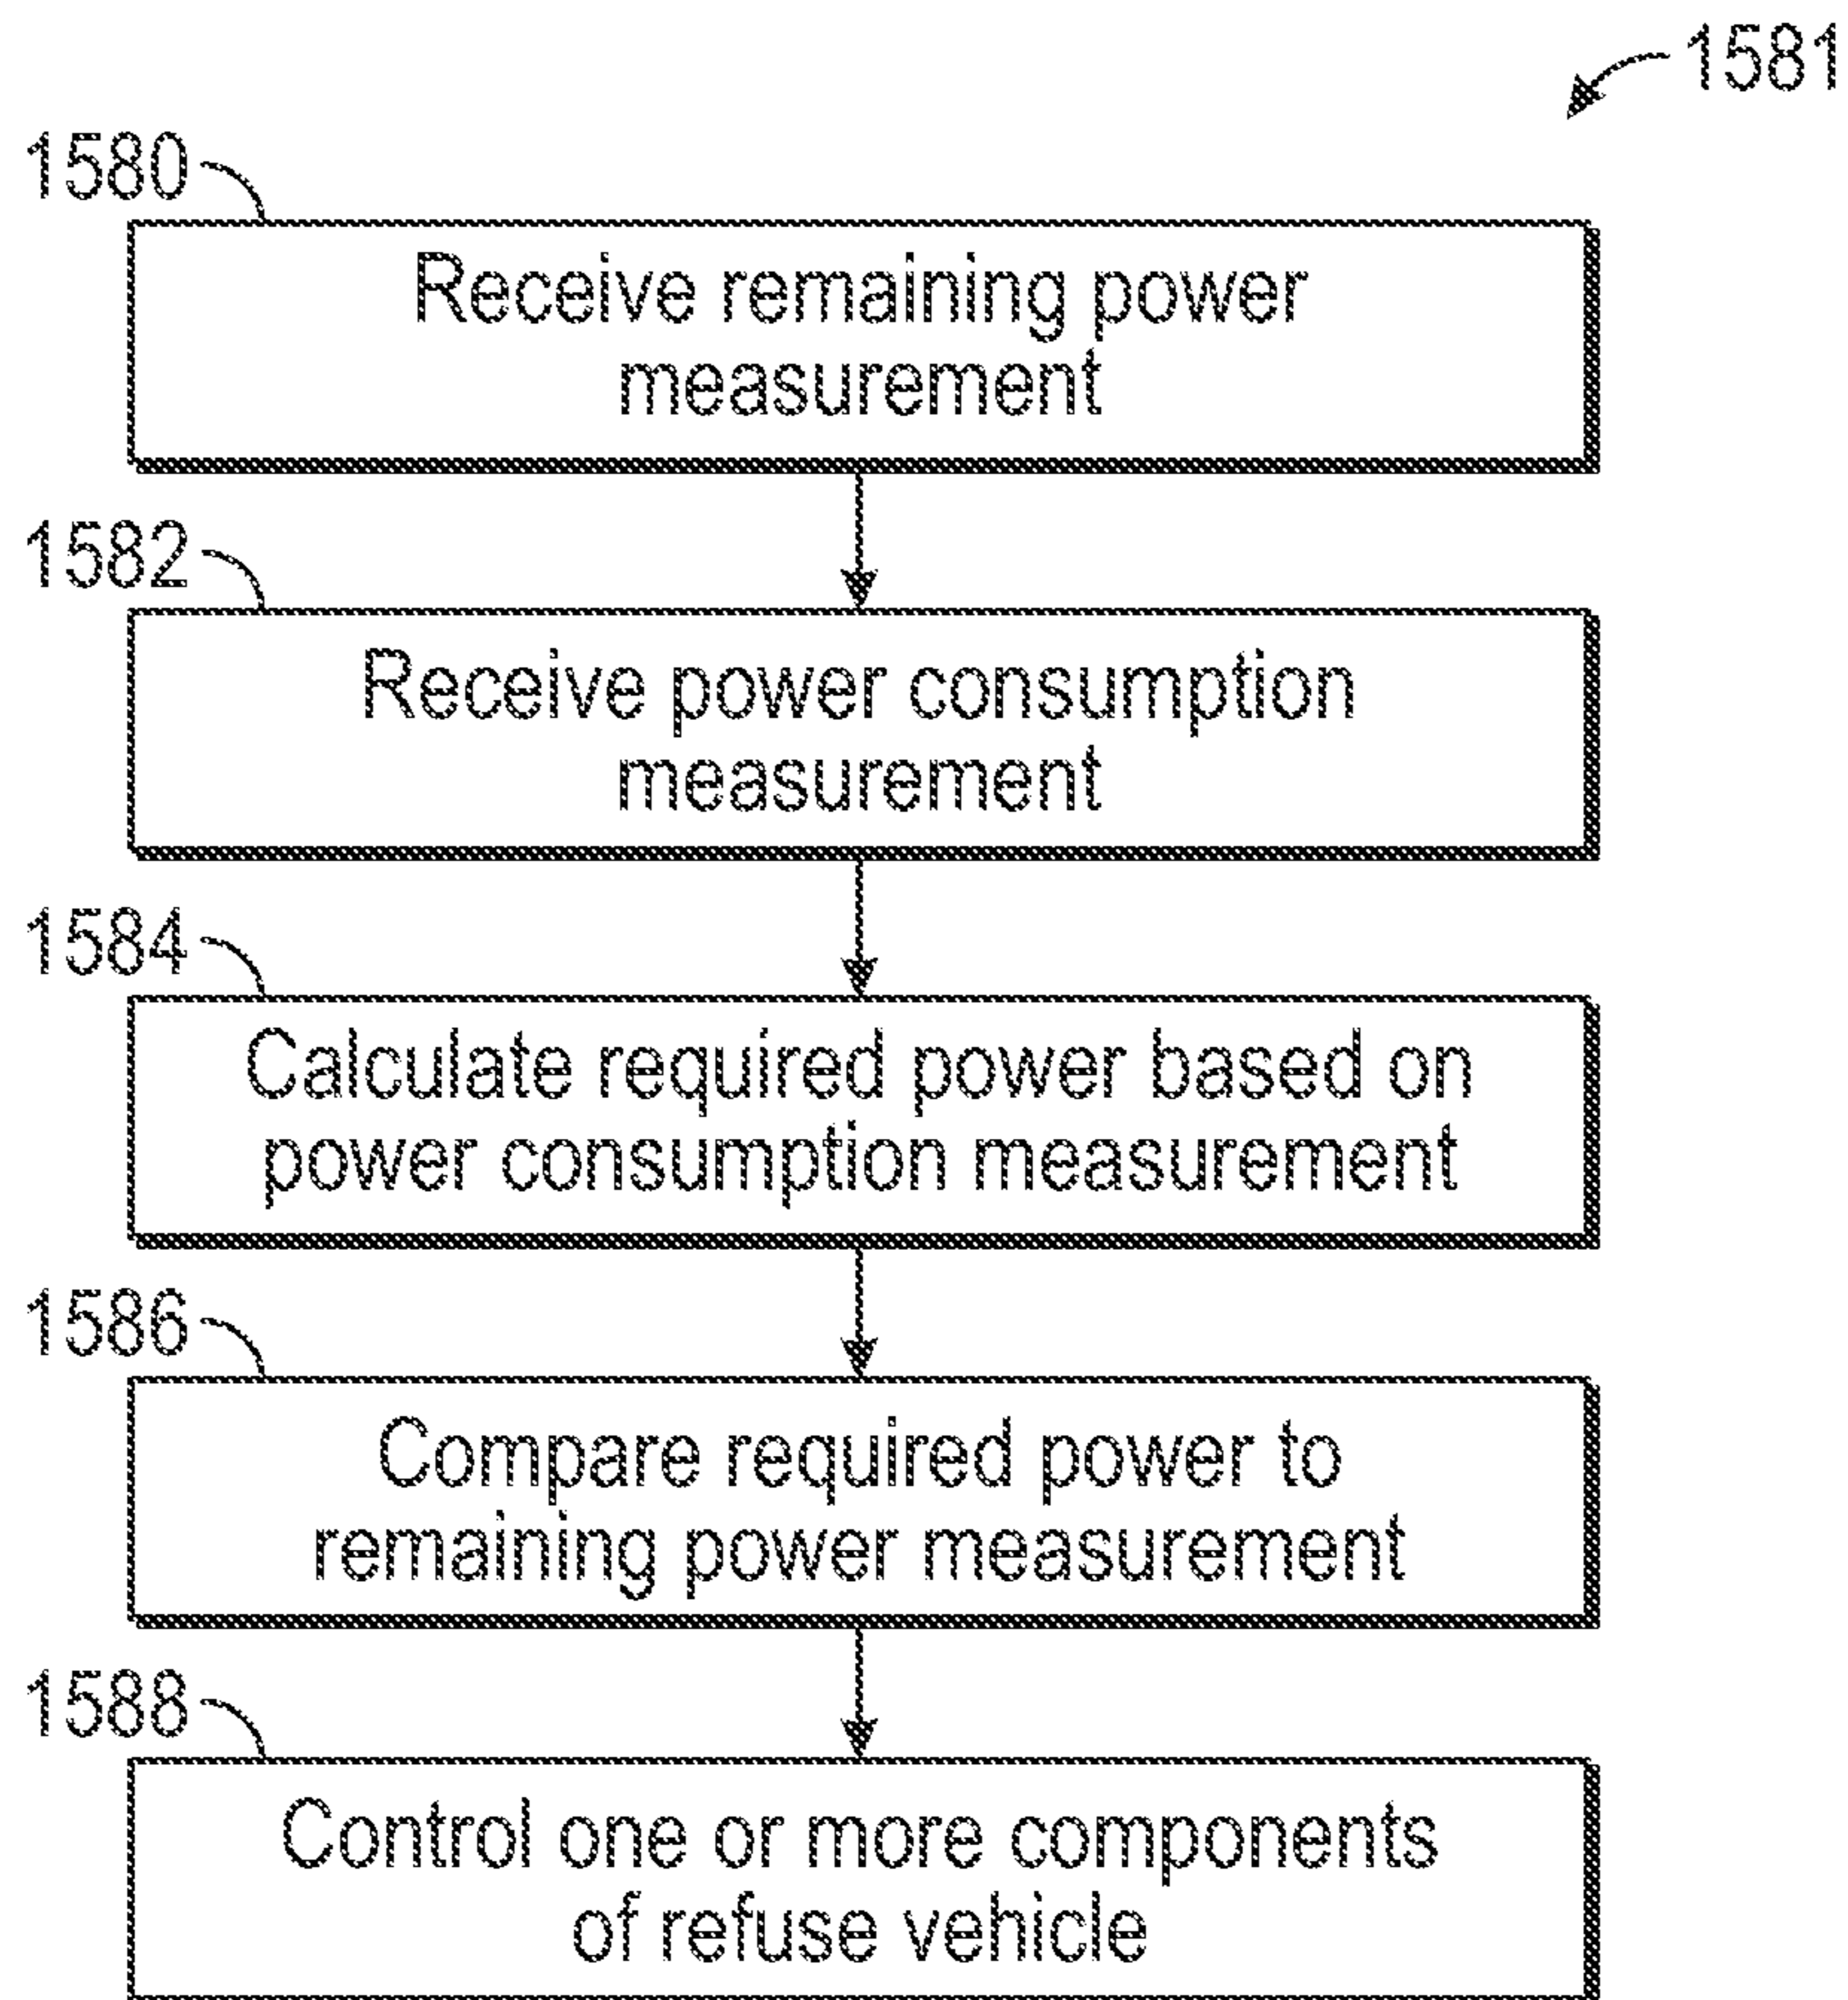 1581
1580
Receive remaining power
measurement
1582
Receive power consumption
measurement
1584
Calculate required power based on
power consumption measurement
1586
Compare required power to
remaining power measurement
1588
Control one or more components
of refuse vehicle